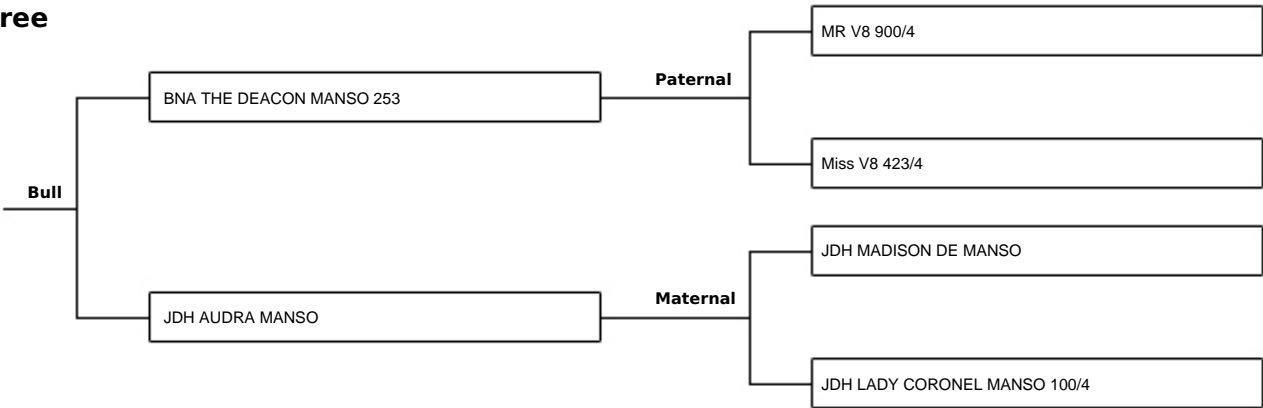 ree
MR V8 900/4
Paternal
BNA THE DEACON MANSO 253
Miss V8 423/4
Bull
JDH MADISON DE MANSO
Maternal
JDH AUDRA MANSO
JDH LADY CORONEL MANSO 100/4